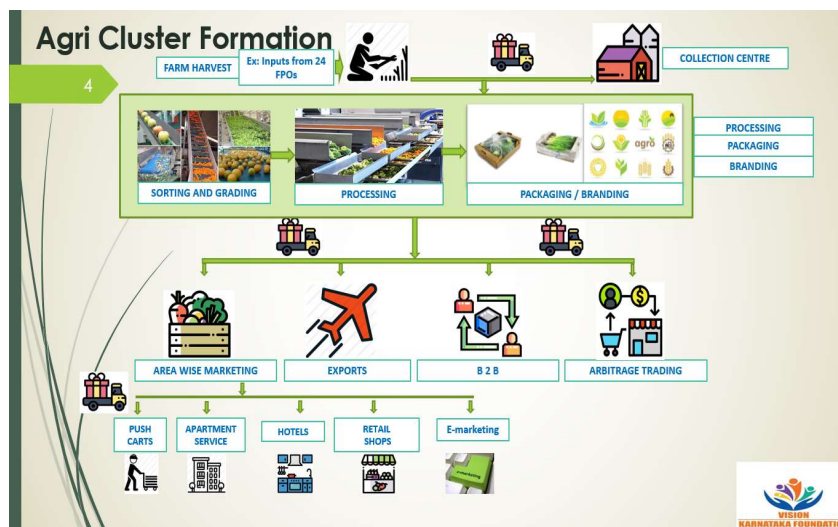 Agri Cluster Formation
4
FARM HARVEST
Ex: Inputs from 24
FPOs
COLLECTION CENTRE
agro
SORTING AND GRADING
PROCESSING
PACKAGING / BRANDING
PROCESSING
PACKAGING
BRANDING
AREA WISE MARKETING
EXPORTS
B 2 B
ARBITRAGE TRADING
PUSH
CARTS
APARTMENT
SERVICE
HOTELS
RETAIL
SHOPS
E-marketing
e-marketing
VISION
KARNATAKA FOUNDATI